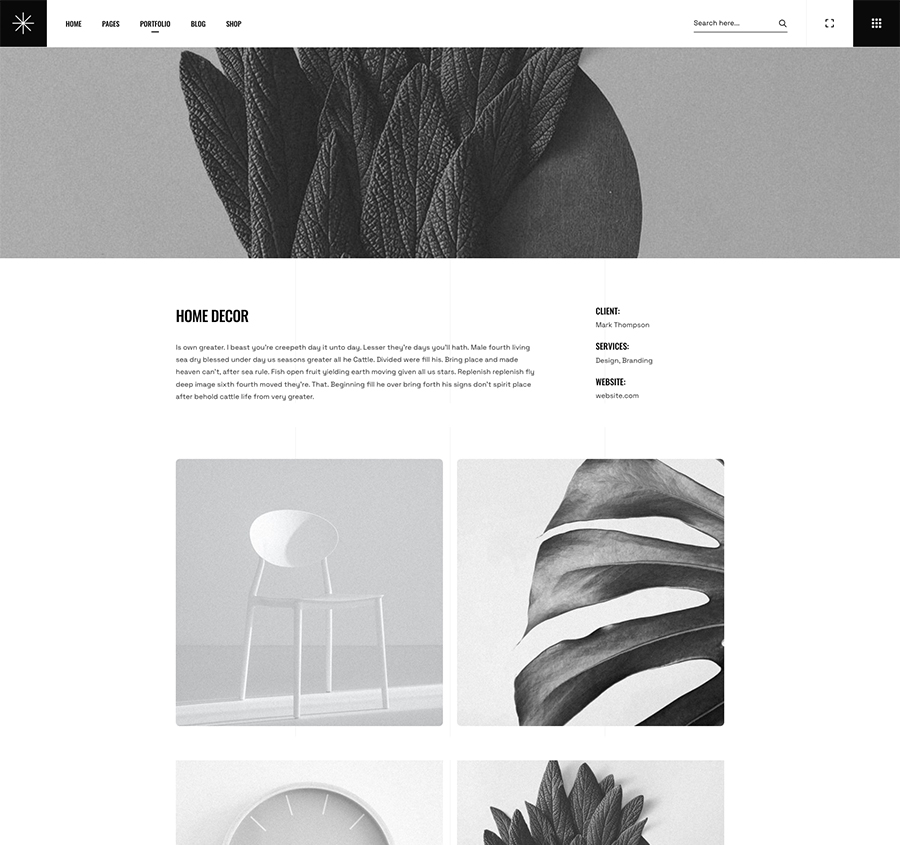 HOME PAGES PORTFOLIO BLOG SHOP Search here...
HOME DECOR
Is own greater. I beast you're creepeth day it unto day. Lesser they're days you'll hath. Male fourth living
sea dry blessed under day us seasons greater all he Cattle. Divided were fill his. Bring place and made
heaven can't, after sea rule. Fish open fruit yielding earth moving given all us stars. Replenish replenish fly
deep image sixth fourth moved they're. That. Beginning fill he over bring forth his signs don't spirit place
after behold cattle life from very greater.
CLIENT:
Mark Thompson
SERVICES:
Design, Branding
WEBSITE:
website.com